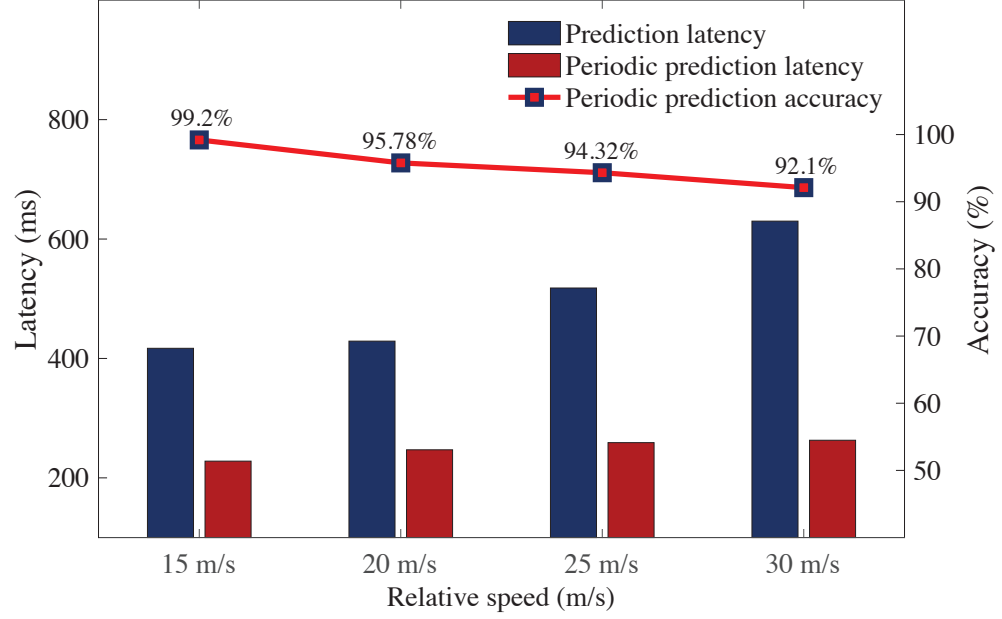 Prediction latency
Periodic prediction latency
Periodic prediction accuracy
99.2%
95.78%
94.32%
92.1%
800
600
400
200
Latency (ms)
100
90
80
70
60
50
Accuracy (%)
15 m/s
20 m/s
25 m/s
30 m/s
Relative speed (m/s)